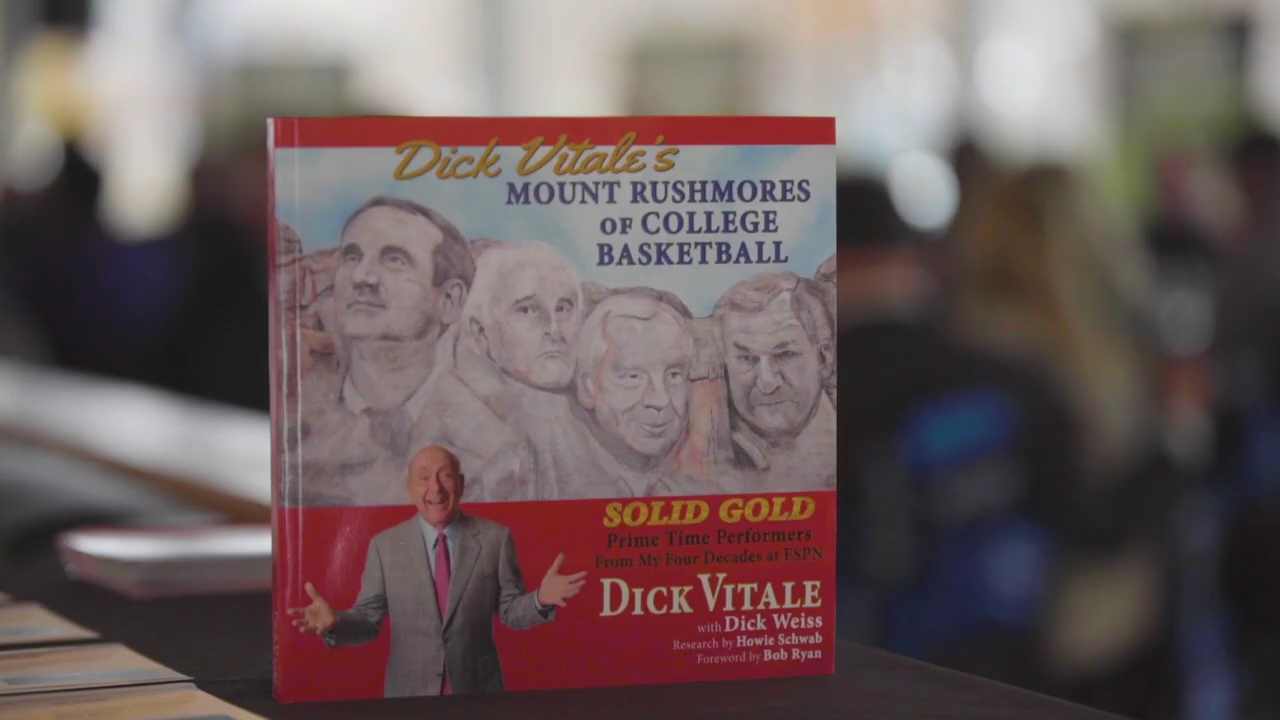 Dick Vitale's
MOUNT RUSHMORES
OF COLLEGE
BASKETBALL
SOLID GOLD
Prime Time Performers
From My Four Decades at ESPN
DICK VITALE
with Dick Weiss
Research by Howie Schwab
Foreword by Bob Ryan